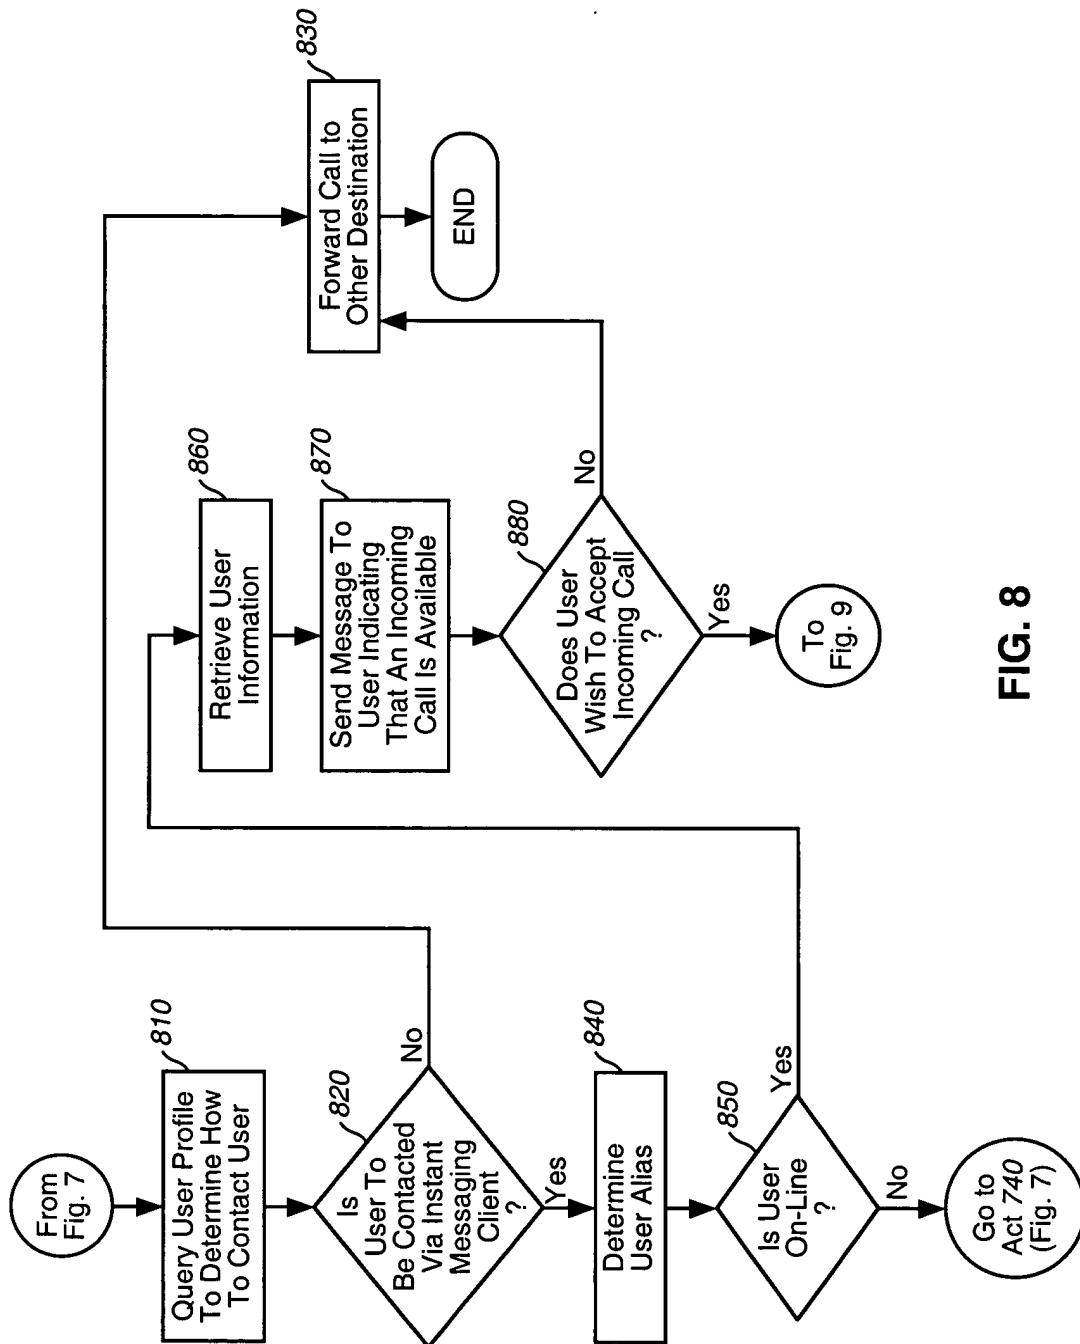 From
Fig. 7
810
Query User Profile
To Determine How
To Contact User
820
Is
User To
Be Contacted
Via Instant
Messaging
Client
?
No
Yes
840
Determine
User Alias
850
Is User
On-Line
?
Yes
No
Go to
Act 740
(Fig. 7)
860
Retrieve User
Information
870
Send Message To
User Indicating
That An Incoming
Call Is Available
880
Does User
Wish To Accept
Incoming Call
?
No
Yes
To
Fig. 9
830
Forward Call to
Other Destination
END
FIG. 8